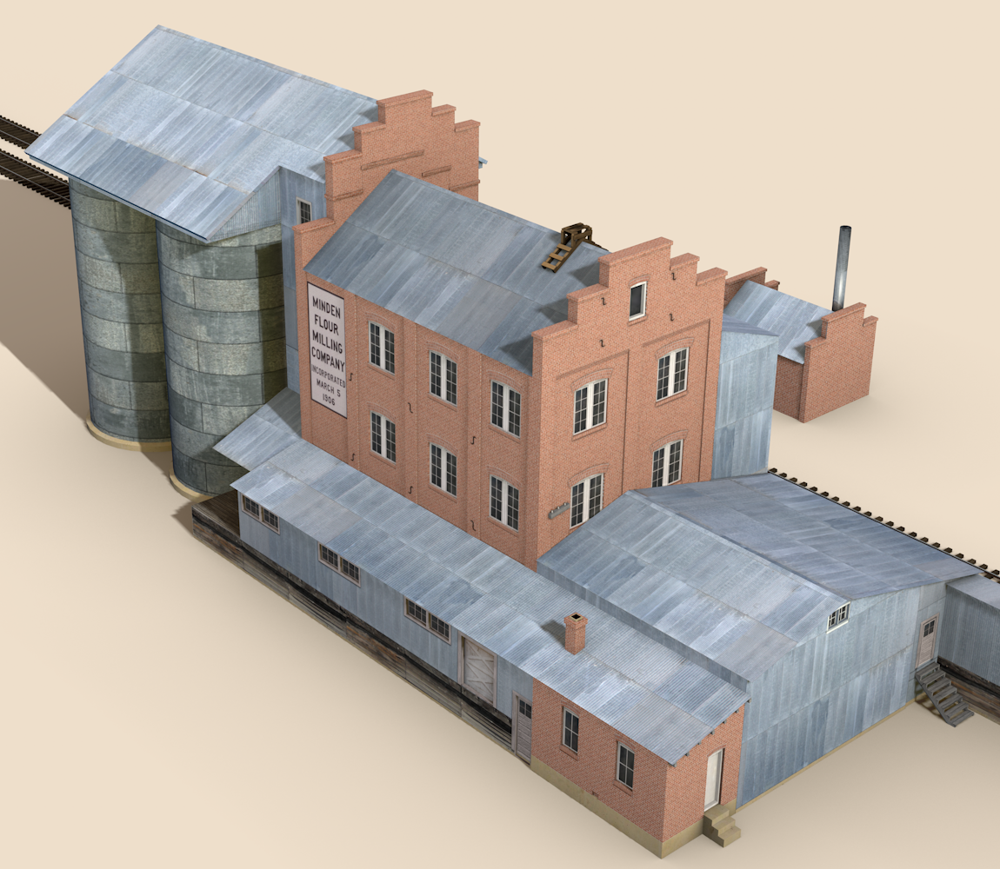 MINDEN
FLOUR
MILLING
COMPANY
INCORPORATED
MARCH 5
1906